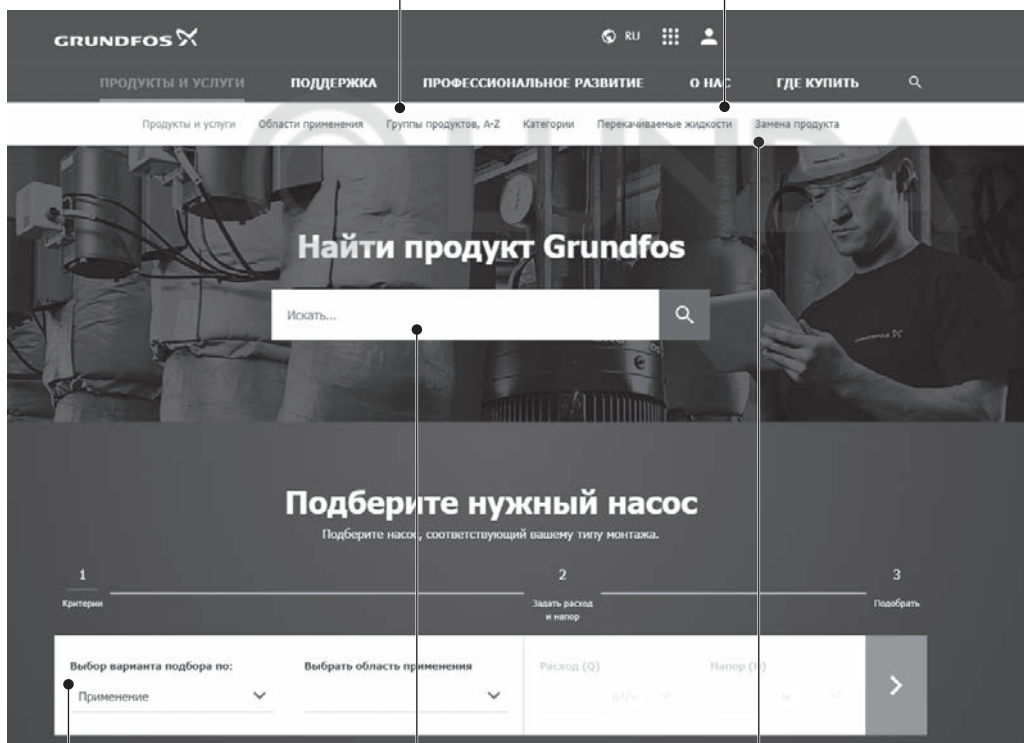 GRUNDFOS
RU
ПРОДУКТЫ И УСЛУГИ ПОДДЕРЖКА ПРОФЕССИОНАЛЬНОЕ РАЗВИТИЕ О НАС ГДЕ КУПИТЬ
Продукты и услуги Области применения Группы продуктов, A-Z Категории Перекачиваемые жидкости Замена продукта
LUNDA
Найти продукт Grundfos
Искать...
Подберите нужный насос
Подберите насос, соответствующий вашему типу монтажа.
1 2 3
Критерии Задать расход Подобрать
и напор
Выбор варианта подбора по: Выбрать область применения Расход (Q) Напор (H)
Применение м³/ч м